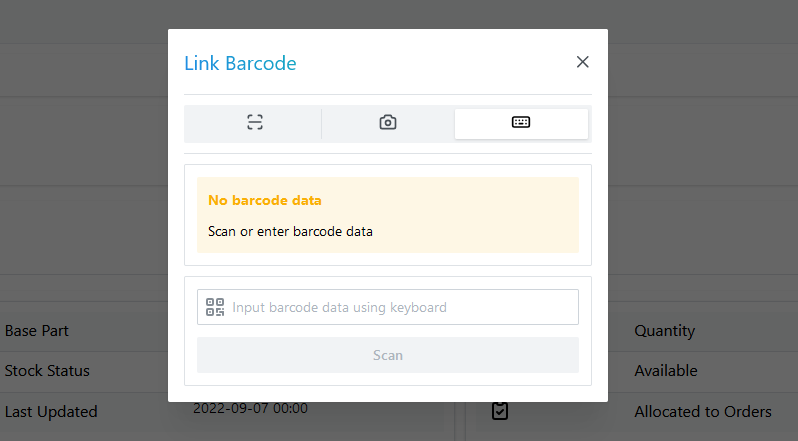 Link Barcode
No barcode data
Scan or enter barcode data
Input barcode data using keyboard
Scan
Base Part
Quantity
Stock Status
Available
Last Updated
2022-09-07 00:00
Allocated to Orders